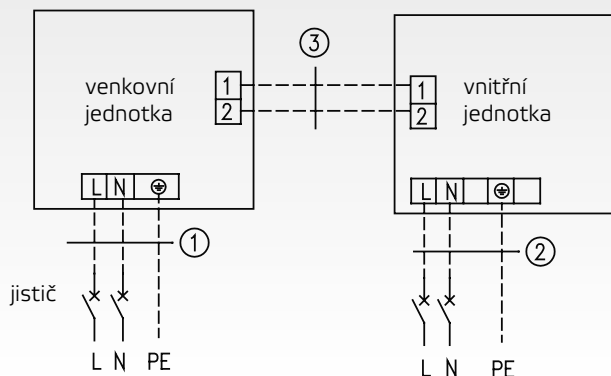 3
venkovní
jednotka
1
2
1
2
vnitřní
jednotka
L N
L N
1
2
jistič
L N PE
L N PE